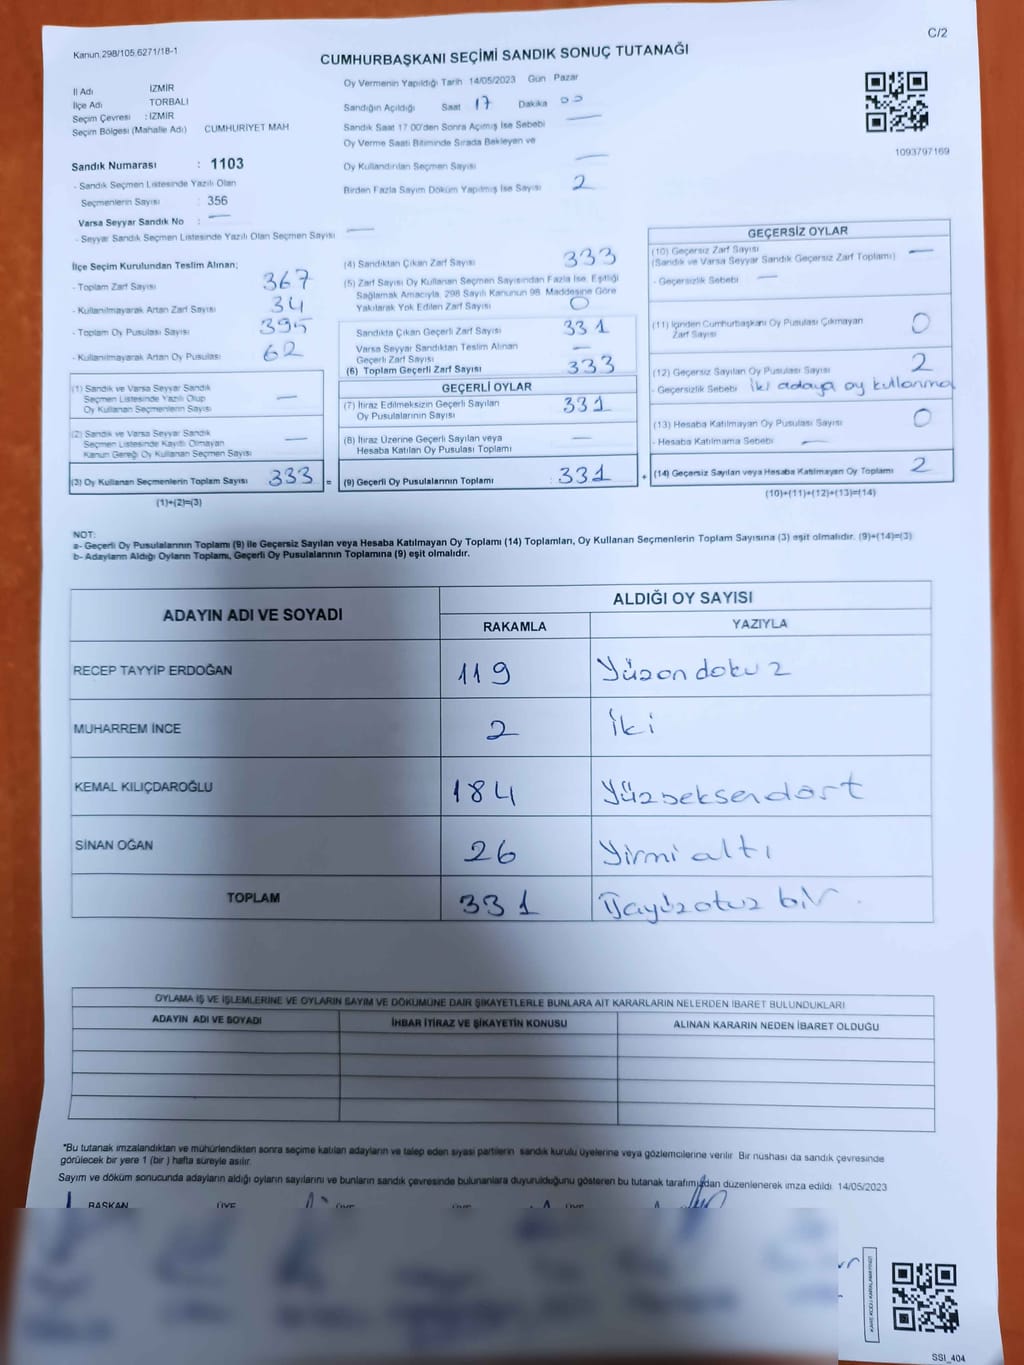 Kanun 298/105,6271/18-1
C/2
CUMHURBAŞKANI SEÇİMİ SANDIK SONUÇ TUTANAĞI
İl Adı İZMİR
İlçe Adı TORBALI
Seçim Çevresi : İZMİR
Seçim Bölgesi (Mahalle Adı) CUMHURİYET MAH
Sandık Numarası : 1103
- Sandık Seçmen Listesinde Yazılı Olan
Seçmenlerin Sayısı : 356
Varsa Seyyar Sandık No : —
- Seyyar Sandık Seçmen Listesinde Yazılı Olan Seçmen Sayısı —
Oy Vermenin Yapıldığı Tarih 14/05/2023 Gün Pazar
Sandığın Açıldığı Saat 17 Dakika 00
Sandık Saat 17.00'den Sonra Açılmış İse Sebebi —
Oy Verme Saati Bitiminde Sırada Bekleyen ve
Oy Kullandırılan Seçmen Sayısı —
Birden Fazla Sayım Döküm Yapılmış İse Sayısı 2
1093797169
İlçe Seçim Kurulundan Teslim Alınan;
- Toplam Zarf Sayısı 367
- Kullanılmayarak Artan Zarf Sayısı 34
- Toplam Oy Pusulası Sayısı 395
- Kullanılmayarak Artan Oy Pusulası 62
(1) Sandık ve Varsa Seyyar Sandık
Seçmen Listesinde Yazılı Olup
Oy Kullanan Seçmenlerin Sayısı —
(2) Sandık ve Varsa Seyyar Sandık
Seçmen Listesinde Kayıtlı Olmayan
Kanun Gereği Oy Kullanan Seçmen Sayısı —
(3) Oy Kullanan Seçmenlerin Toplam Sayısı 333 =
(1)+(2)=(3)
(4) Sandıktan Çıkan Zarf Sayısı 333
(5) Zarf Sayısı Oy Kullanan Seçmen Sayısından Fazla İse, Eşitliği
Sağlamak Amacıyla, 298 Sayılı Kanunun 98. Maddesine Göre
Yakılarak Yok Edilen Zarf Sayısı 0
Sandıkta Çıkan Geçerli Zarf Sayısı 331
Varsa Seyyar Sandıktan Teslim Alınan
Geçerli Zarf Sayısı —
(6) Toplam Geçerli Zarf Sayısı 333
GEÇERLİ OYLAR
(7) İtiraz Edilmeksizin Geçerli Sayılan
Oy Pusulalarının Sayısı 331
(8) İtiraz Üzerine Geçerli Sayılan veya
Hesaba Katılan Oy Pusulası Toplamı —
(9) Geçerli Oy Pusulalarının Toplamı : 331 +
GEÇERSİZ OYLAR
(10) Geçersiz Zarf Sayısı —
(Sandık ve Varsa Seyyar Sandık Geçersiz Zarf Toplamı)
- Geçersizlik Sebebi —
(11) İçinden Cumhurbaşkanı Oy Pusulası Çıkmayan
Zarf Sayısı 0
(12) Geçersiz Sayılan Oy Pusulası Sayısı 2
- Geçersizlik Sebebi İki adaya oy kullanma
(13) Hesaba Katılmayan Oy Pusulası Sayısı 0
- Hesaba Katılmama Sebebi —
(14) Geçersiz Sayılan veya Hesaba Katılmayan Oy Toplamı 2
(10)+(11)+(12)+(13)=(14)
NOT:
a- Geçerli Oy Pusulalarının Toplamı (9) ile Geçersiz Sayılan veya Hesaba Katılmayan Oy Toplamı (14) Toplamları, Oy Kullanan Seçmenlerin Toplam Sayısına (3) eşit olmalıdır. (9)+(14)=(3)
b- Adayların Aldığı Oyların Toplamı, Geçerli Oy Pusulalarının Toplamına (9) eşit olmalıdır.
ADAYIN ADI VE SOYADI ALDIĞI OY SAYISI
RAKAMLA YAZIYLA
RECEP TAYYİP ERDOĞAN 119 Yüzon dokuz
MUHARREM İNCE 2 İki
KEMAL KILIÇDAROĞLU 184 Yüzseksendört
SİNAN OĞAN 26 Yirmi altı
TOPLAM 331 Üçyüzotuz bir.
OYLAMA İŞ VE İŞLEMLERİNE VE OYLARIN SAYIM VE DÖKÜMÜNE DAİR ŞİKAYETLERLE BUNLARA AİT KARARLARIN NELERDEN İBARET BULUNDUKLARI
ADAYIN ADI VE SOYADI İHBAR İTİRAZ VE ŞİKAYETİN KONUSU ALINAN KARARIN NEDEN İBARET OLDUĞU
*Bu tutanak imzalandıktan ve mühürlendikten sonra seçime katılan adayların ve talep eden siyasi partilerin sandık kurulu üyelerine veya gözlemcilerine verilir. Bir nüshası da sandık çevresinde
görülecek bir yere 1 (bir ) hafta süreyle asılır.
Sayım ve döküm sonucunda adayların aldığı oyların sayılarını ve bunların sandık çevresinde bulunanlara duyurulduğunu gösteren bu tutanak tarafımızdan düzenlenerek imza edildi. 14/05/2023
BAŞKAN ÜYE ÜYE ÜYE ÜYE
SSI_404